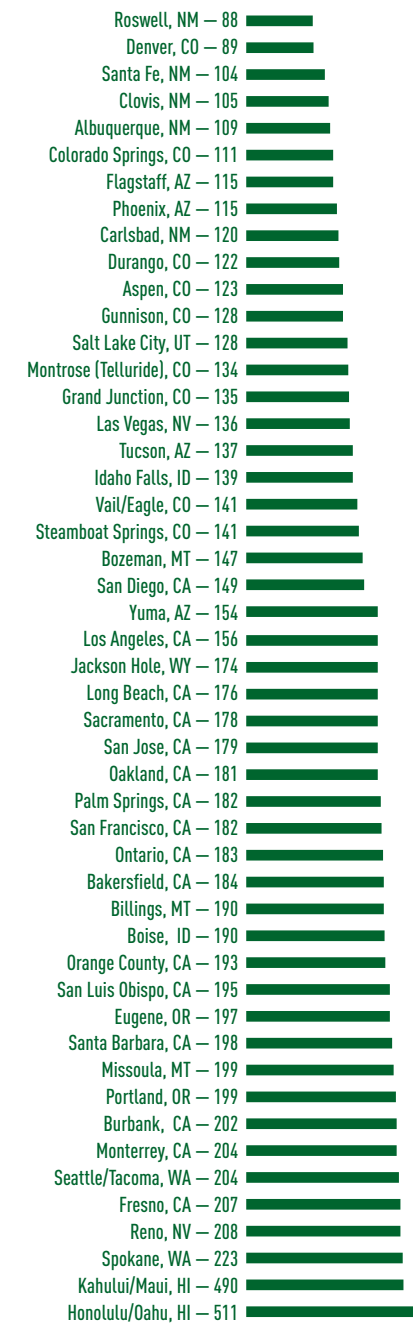 Roswell, NM — 88
Denver, CO — 89
Santa Fe, NM — 104
Clovis, NM — 105
Albuquerque, NM — 109
Colorado Springs, CO — 111
Flagstaff, AZ — 115
Phoenix, AZ — 115
Carlsbad, NM — 120
Durango, CO — 122
Aspen, CO — 123
Gunnison, CO — 128
Salt Lake City, UT — 128
Montrose (Telluride), CO — 134
Grand Junction, CO — 135
Las Vegas, NV — 136
Tucson, AZ — 137
Idaho Falls, ID — 139
Vail/Eagle, CO — 141
Steamboat Springs, CO — 141
Bozeman, MT — 147
San Diego, CA — 149
Yuma, AZ — 154
Los Angeles, CA — 156
Jackson Hole, WY — 174
Long Beach, CA — 176
Sacramento, CA — 178
San Jose, CA — 179
Oakland, CA — 181
Palm Springs, CA — 182
San Francisco, CA — 182
Ontario, CA — 183
Bakersfield, CA — 184
Billings, MT — 190
Boise, ID — 190
Orange County, CA — 193
San Luis Obispo, CA — 195
Eugene, OR — 197
Santa Barbara, CA — 198
Missoula, MT — 199
Portland, OR — 199
Burbank, CA — 202
Monterrey, CA — 204
Seattle/Tacoma, WA — 204
Fresno, CA — 207
Reno, NV — 208
Spokane, WA — 223
Kahului/Maui, HI — 490
Honolulu/Oahu, HI — 511